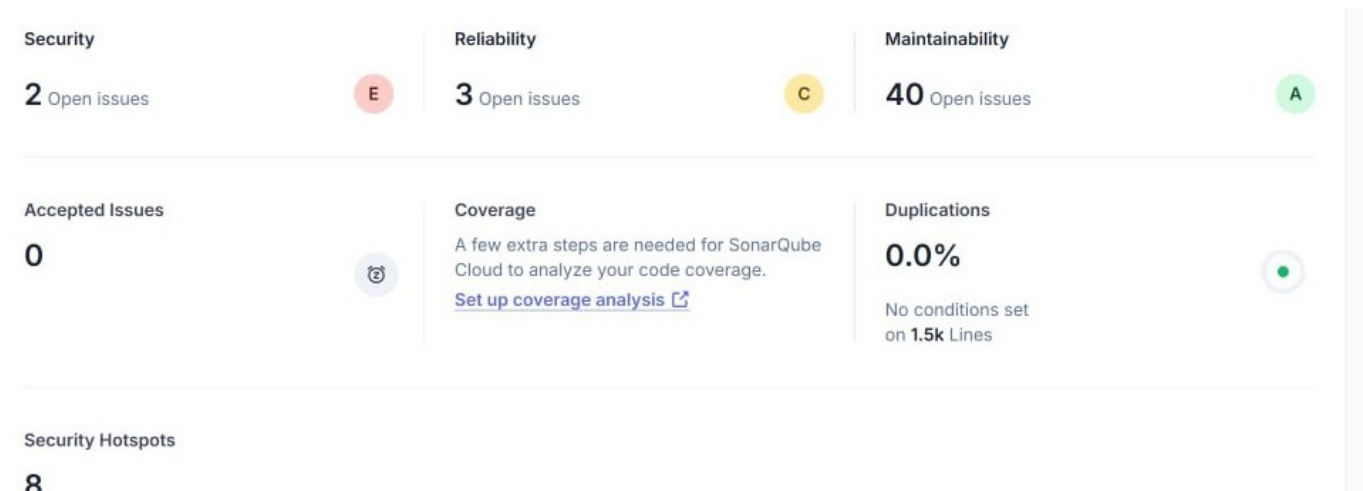 Security
2 Open issues
E
Reliability
3 Open issues
C
Maintainability
40 Open issues
A
Accepted Issues
0
Coverage
A few extra steps are needed for SonarQube
Cloud to analyze your code coverage.
Set up coverage analysis
Duplications
0.0%
No conditions set
on 1.5k Lines
Security Hotspots
8